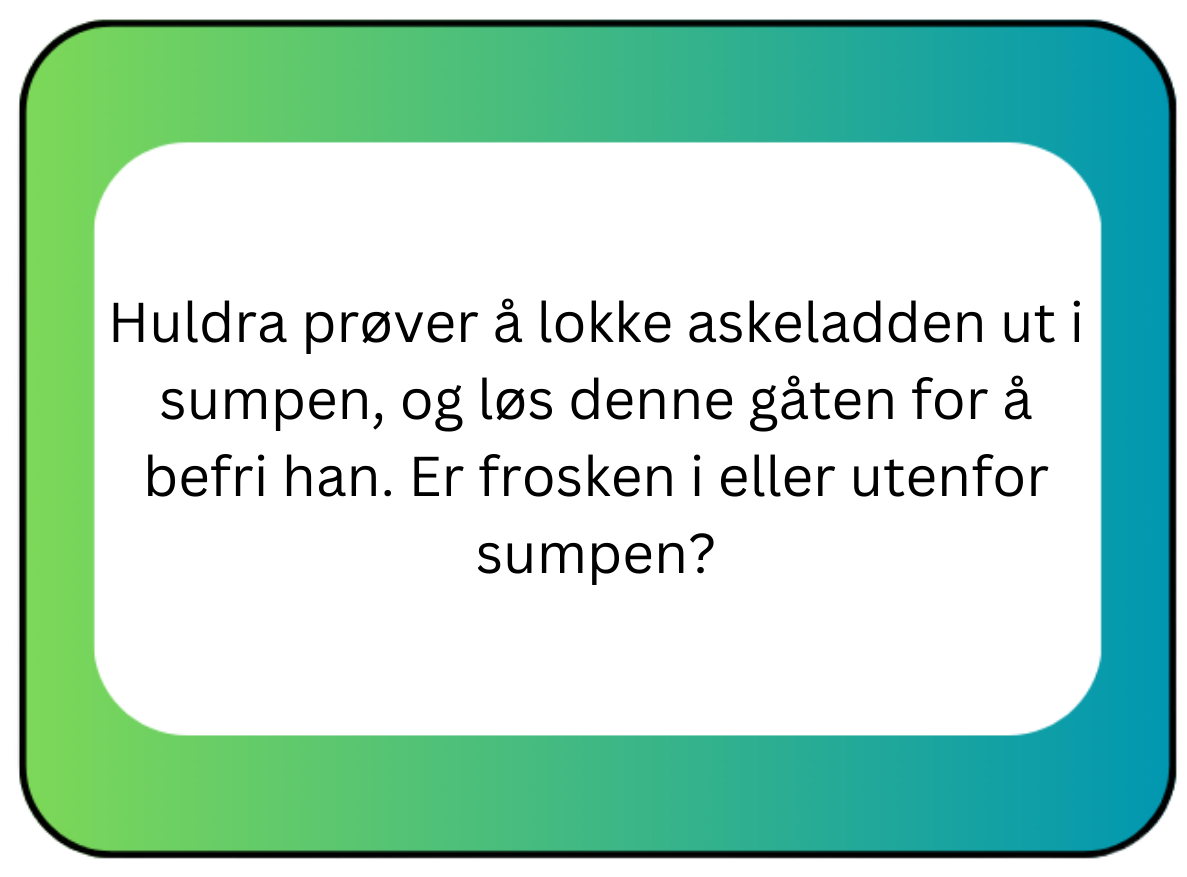 Huldra prøver å lokke askeladden ut i
sumpen, og løs denne gåten for å
befri han. Er frosken i eller utenfor
sumpen?